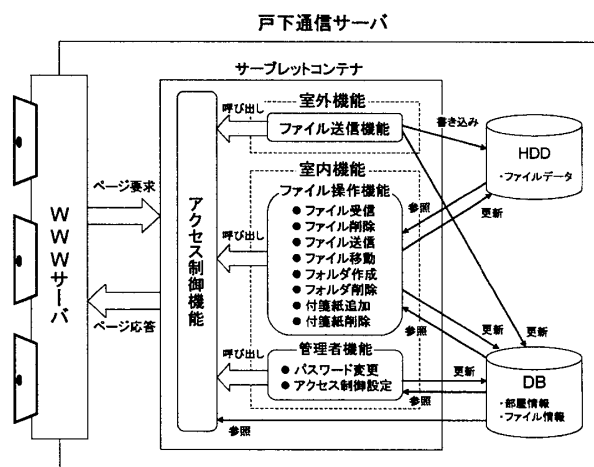 戸下通信サーバ
サーブレットコンテナ
WWWサーバ
ページ要求
ページ応答
アクセス制御機能
呼び出し
室外機能
ファイル送信機能
書き込み
HDD
・ファイルデータ
室内機能
ファイル操作機能
● ファイル受信
● ファイル削除
● ファイル送信
● ファイル移動
● フォルダ作成
● フォルダ削除
● 付箋紙追加
● 付箋紙削除
呼び出し
参照
更新
更新
参照
更新
管理者機能
● パスワード変更
● アクセス制御設定
呼び出し
更新
参照
参照
DB
・部屋情報
・ファイル情報